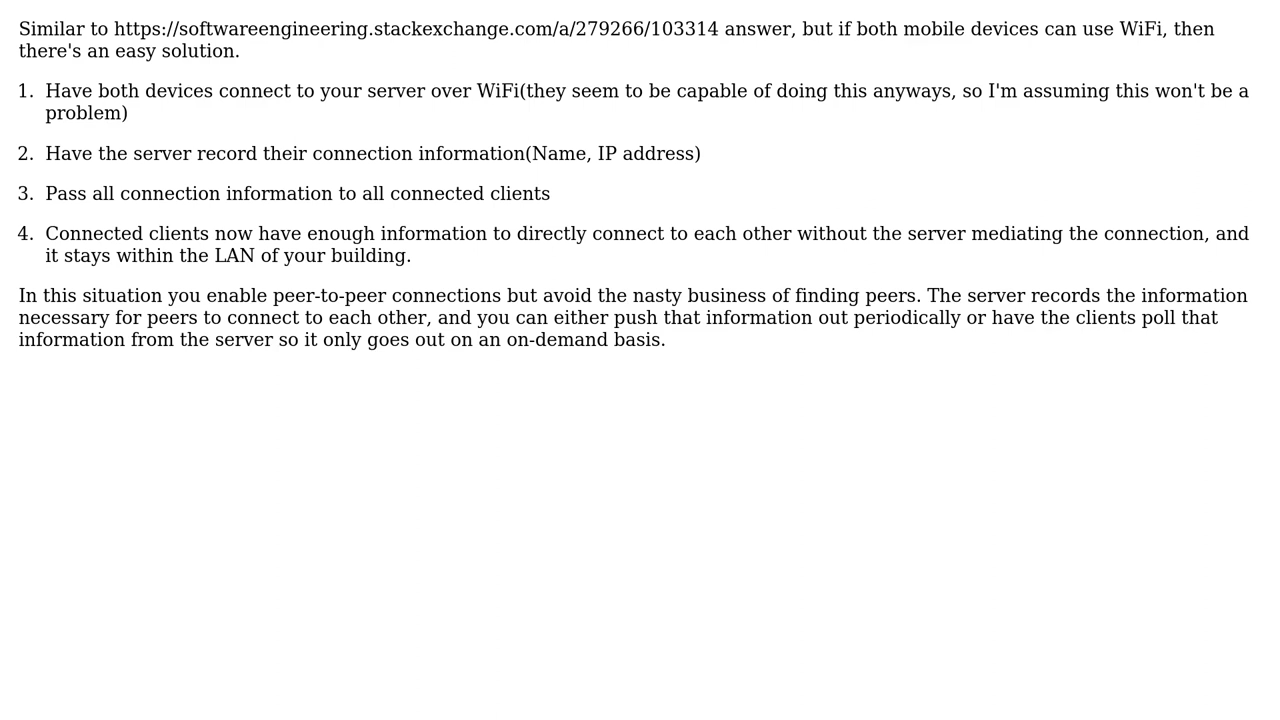 Similar to https://softwareengineering.stackexchange.com/a/279266/103314 answer, but if both mobile devices can use WiFi, then
there's an easy solution.
1. Have both devices connect to your server over WiFi(they seem to be capable of doing this anyways, so I'm assuming this won't be a
problem)
2. Have the server record their connection information(Name, IP address)
3. Pass all connection information to all connected clients
4. Connected clients now have enough information to directly connect to each other without the server mediating the connection, and
it stays within the LAN of your building.
In this situation you enable peer-to-peer connections but avoid the nasty business of finding peers. The server records the information
necessary for peers to connect to each other, and you can either push that information out periodically or have the clients poll that
information from the server so it only goes out on an on-demand basis.